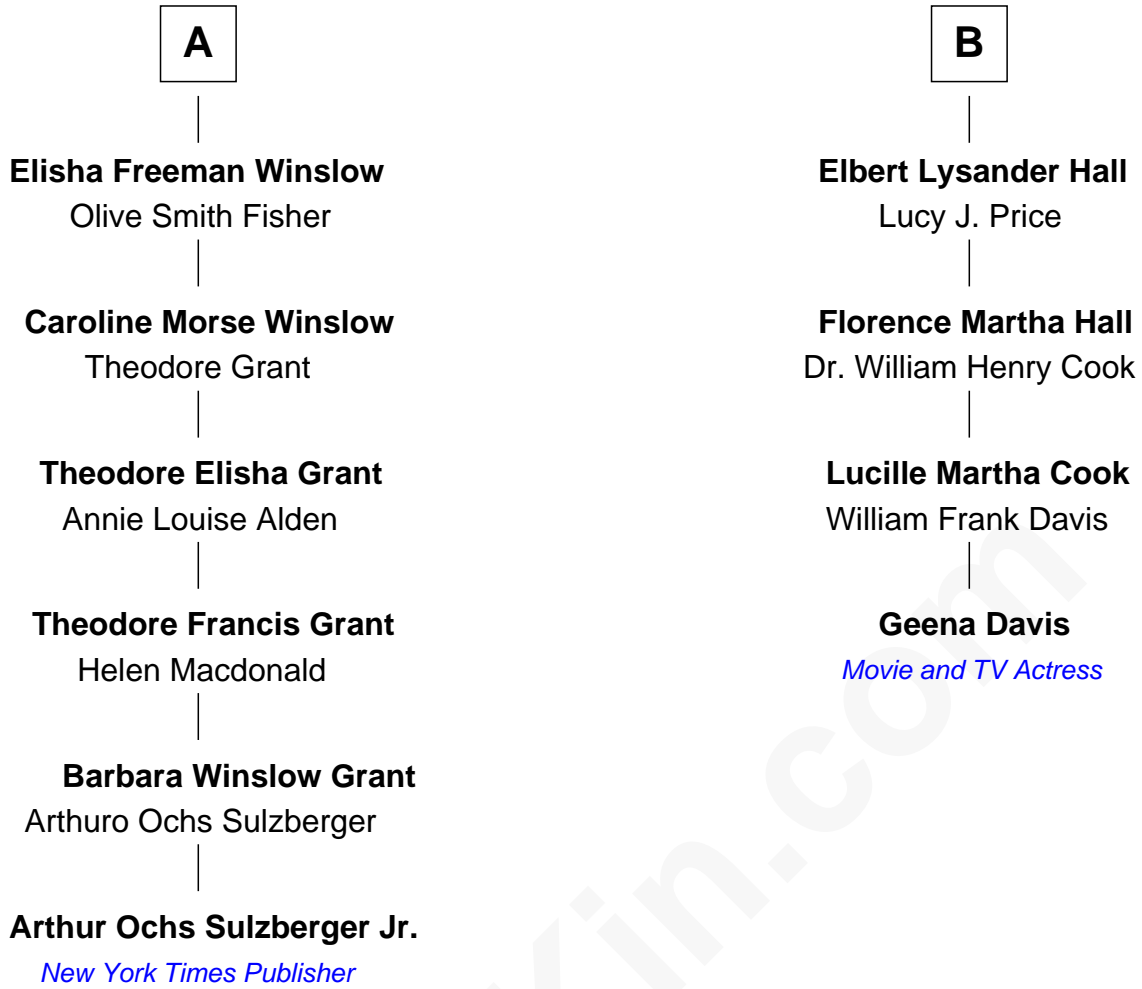 A
Elisha Freeman Winslow
Olive Smith Fisher
Caroline Morse Winslow
Theodore Grant
Theodore Elisha Grant
Annie Louise Alden
Theodore Francis Grant
Helen Macdonald
Barbara Winslow Grant
Arthuro Ochs Sulzberger
Arthur Ochs Sulzberger Jr.
New York Times Publisher
B
Elbert Lysander Hall
Lucy J. Price
Florence Martha Hall
Dr. William Henry Cook
Lucille Martha Cook
William Frank Davis
Geena Davis
Movie and TV Actress
Kin.com